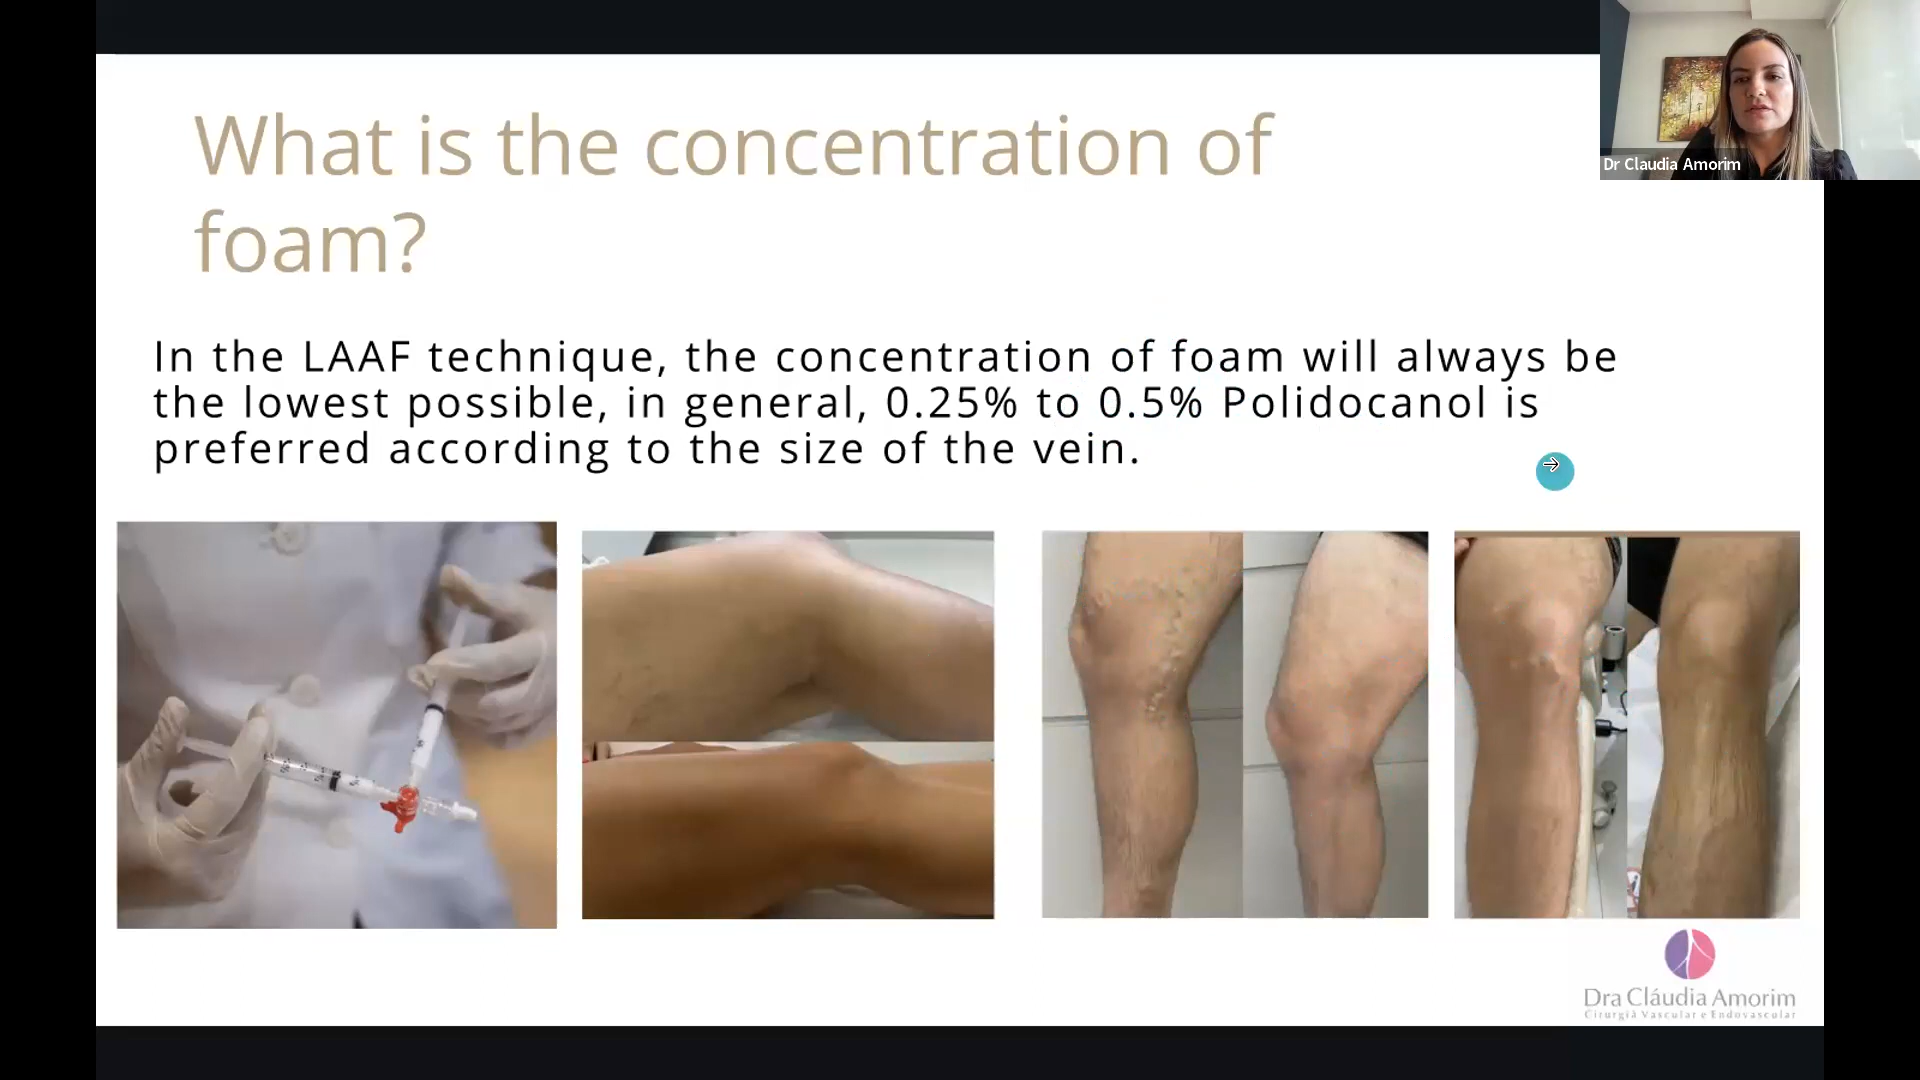 What is the concentration of
foam?
Dr Claudia Amorim
In the LAAF technique, the concentration of foam will always be
the lowest possible, in general, 0.25% to 0.5% Polidocanol is
preferred according to the size of the vein.
Dra Cláudia Amorim
Cirurgiã Vascular e Endovascular